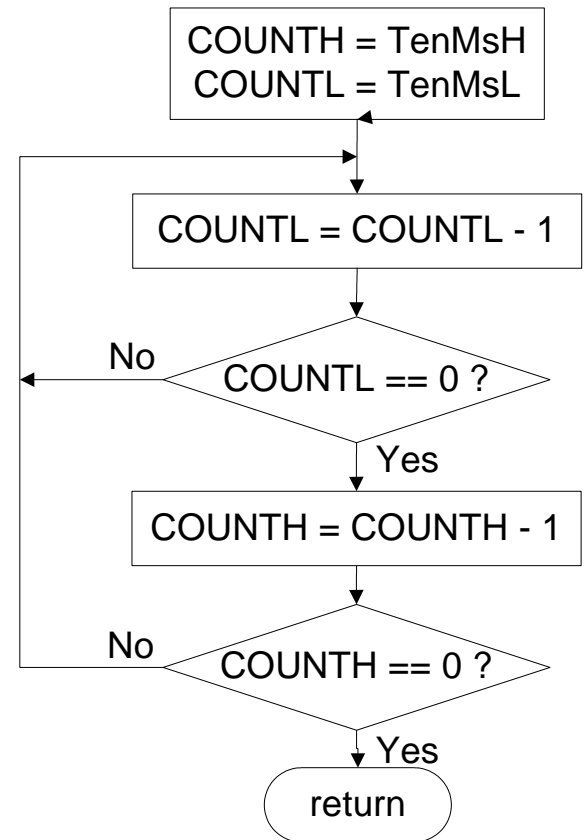 COUNTH = TenMsH
COUNTL = TenMsL
COUNTL = COUNTL - 1
No
COUNTL == 0 ?
Yes
COUNTH = COUNTH - 1
No
COUNTH == 0 ?
Yes
return